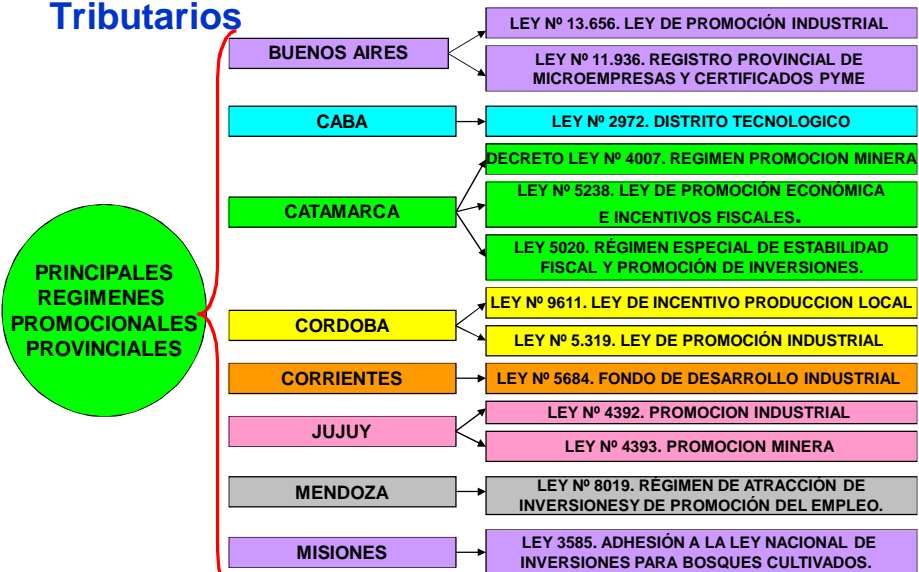 Tributarios
PRINCIPALES
REGIMENES
PROMOCIONALES
PROVINCIALES
BUENOS AIRES
LEY Nº 13.656. LEY DE PROMOCIÓN INDUSTRIAL
LEY Nº 11.936. REGISTRO PROVINCIAL DE
MICROEMPRESAS Y CERTIFICADOS PYME
CABA
LEY Nº 2972. DISTRITO TECNOLOGICO
CATAMARCA
DECRETO LEY Nº 4007. REGIMEN PROMOCION MINERA
LEY Nº 5238. LEY DE PROMOCIÓN ECONÓMICA
E INCENTIVOS FISCALES.
LEY 5020. RÉGIMEN ESPECIAL DE ESTABILIDAD
FISCAL Y PROMOCIÓN DE INVERSIONES.
CORDOBA
LEY Nº 9611. LEY DE INCENTIVO PRODUCCION LOCAL
LEY Nº 5.319. LEY DE PROMOCIÓN INDUSTRIAL
CORRIENTES
LEY Nº 5684. FONDO DE DESARROLLO INDUSTRIAL
JUJUY
LEY Nº 4392. PROMOCION INDUSTRIAL
LEY Nº 4393. PROMOCION MINERA
MENDOZA
LEY Nº 8019. RÉGIMEN DE ATRACCIÓN DE
INVERSIONESY DE PROMOCIÓN DEL EMPLEO.
MISIONES
LEY 3585. ADHESIÓN A LA LEY NACIONAL DE
INVERSIONES PARA BOSQUES CULTIVADOS.